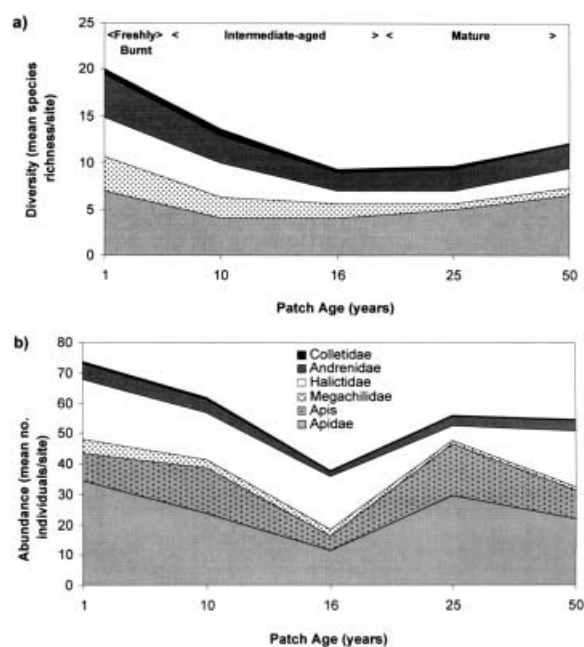 a)
<Freshly> < Intermediate-aged > < Mature >
Burnt
Diversity (mean species
richness/site)
25
20
15
10
5
0
1 10 16 25 50
Patch Age (years)
b)
Abundance (mean no.
individuals/site)
80
70
60
50
40
30
20
10
0
Colletidae
Andrenidae
Halictidae
Megachilidae
Apis
Apidae
1 10 16 25 50
Patch Age (years)